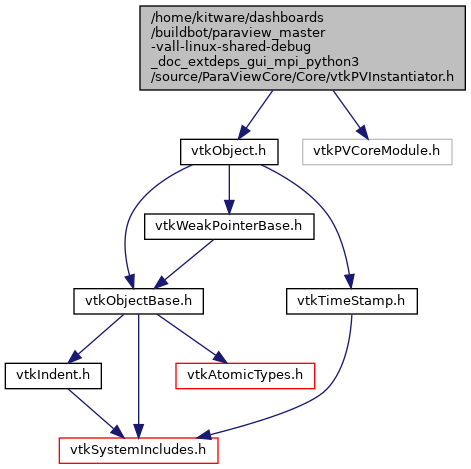 /home/kitware/dashboards
/buildbot/paraview_master
-vall-linux-shared-debug
_doc_extdeps_gui_mpi_python3
/source/ParaViewCore/Core/vtkPVInstantiator.h
vtkObject.h
vtkPVCoreModule.h
vtkWeakPointerBase.h
vtkObjectBase.h
vtkTimeStamp.h
vtkIndent.h
vtkAtomicTypes.h
vtkSystemIncludes.h